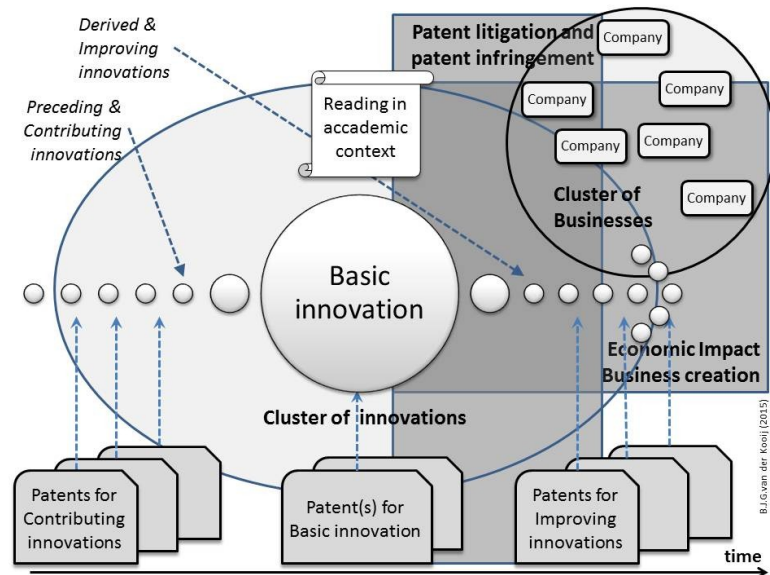 Derived &
Improving
innovations
Patent litigation and
patent infringement
Company
Company
Company
Preceding &
Contributing
innovations
Reading in
accademic
context
Company
Company
Company
Cluster of
Businesses
Basic
innovation
Economic Impact
Business creation
Cluster of innovations
Patents for
Contributing
innovations
Patent(s) for
Basic innovation
Patents for
Improving
innovations
B.J.G.van der Kooij (2015)
time